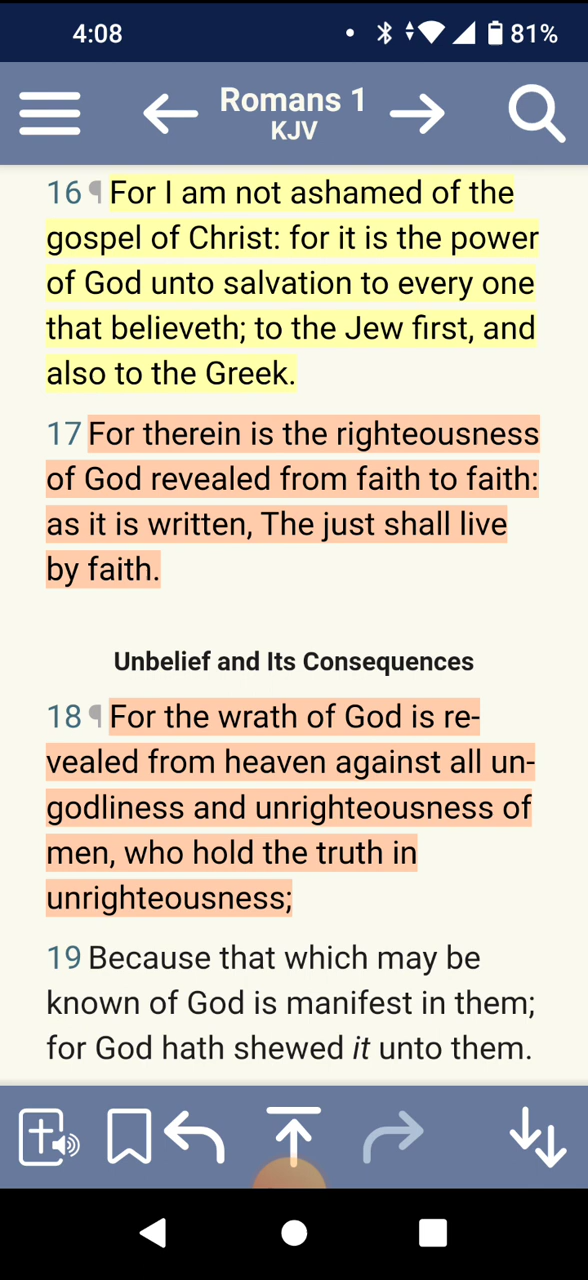 4:08 81%
Romans 1
KJV
16 ¶ For I am not ashamed of the
gospel of Christ: for it is the power
of God unto salvation to every one
that believeth; to the Jew first, and
also to the Greek.
17 For therein is the righteousness
of God revealed from faith to faith:
as it is written, The just shall live
by faith.
Unbelief and Its Consequences
18 ¶ For the wrath of God is re-
vealed from heaven against all un-
godliness and unrighteousness of
men, who hold the truth in
unrighteousness;
19 Because that which may be
known of God is manifest in them;
for God hath shewed it unto them.